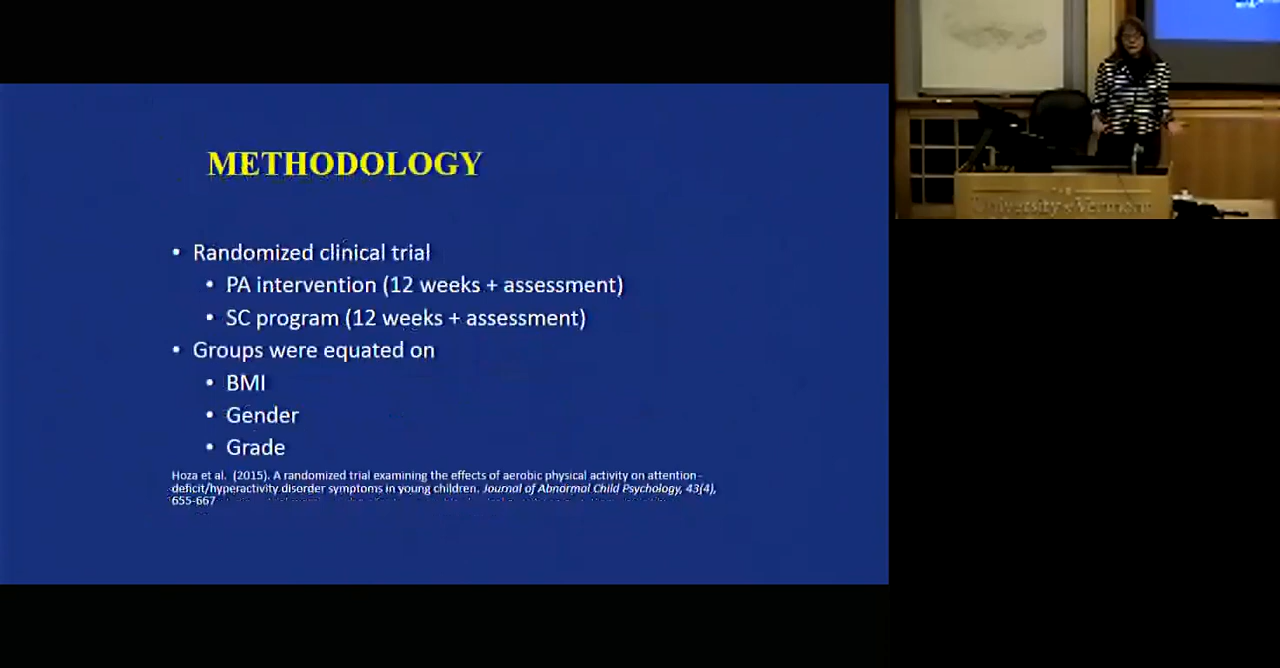 METHODOLOGY
• Randomized clinical trial
• PA intervention (12 weeks + assessment)
• SC program (12 weeks + assessment)
• Groups were equated on
• BMI
• Gender
• Grade
Hoza et al. (2015). A randomized trial examining the effects of aerobic physical activity on attention-
deficit/hyperactivity disorder symptoms in young children. Journal of Abnormal Child Psychology, 43(4),
655-667
THE
University of Vermont